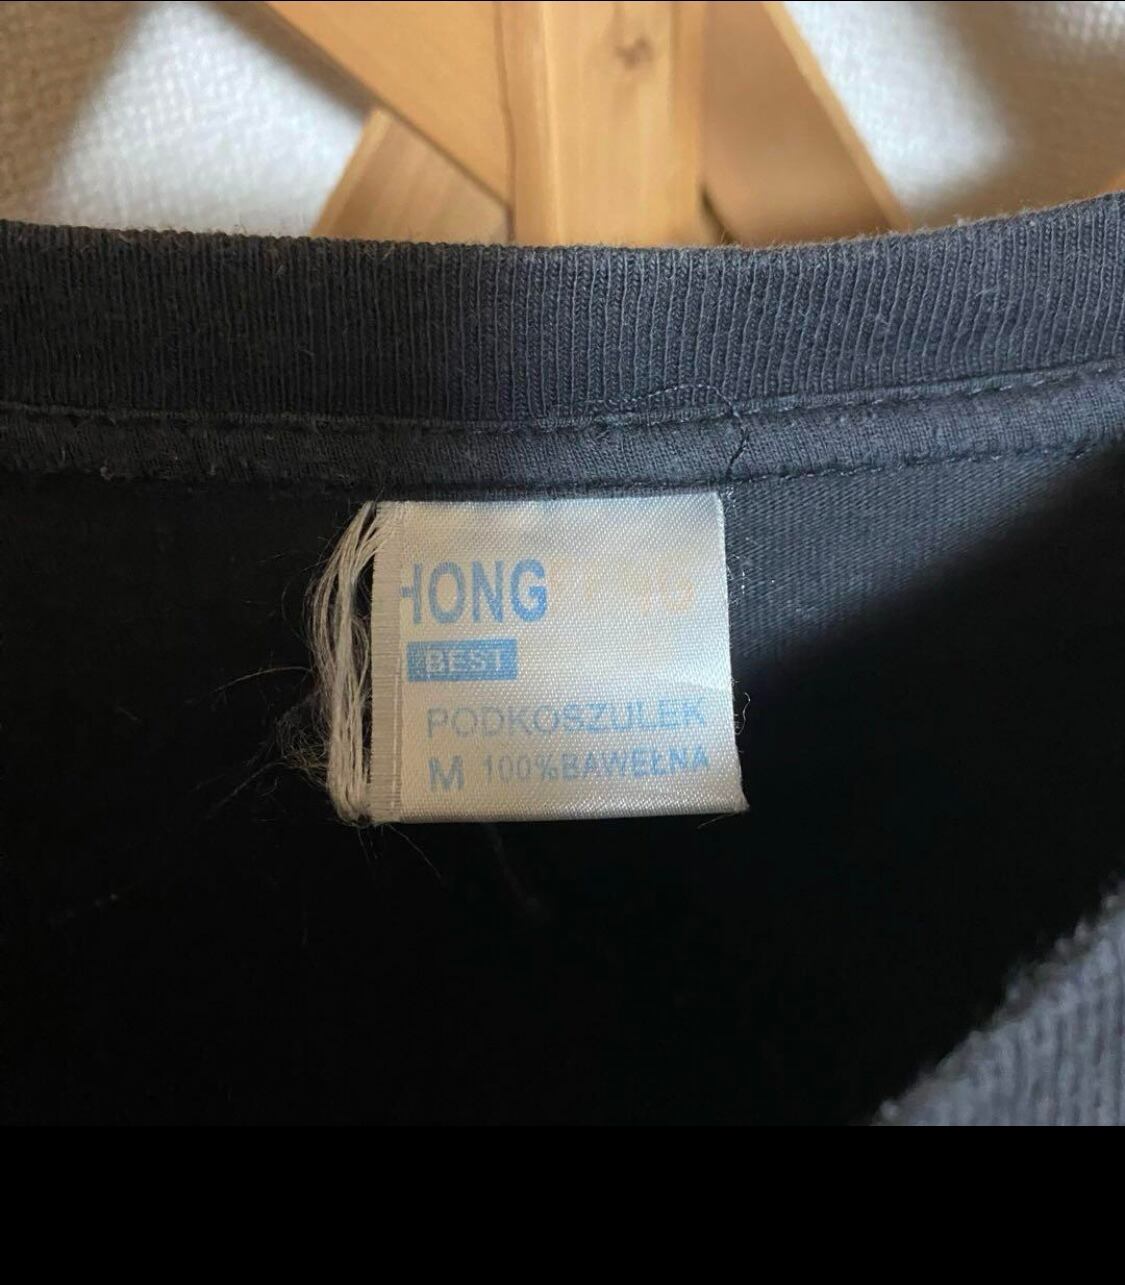 HONG
BEST
PODKOSZULEK
M 100%BAWEŁNA